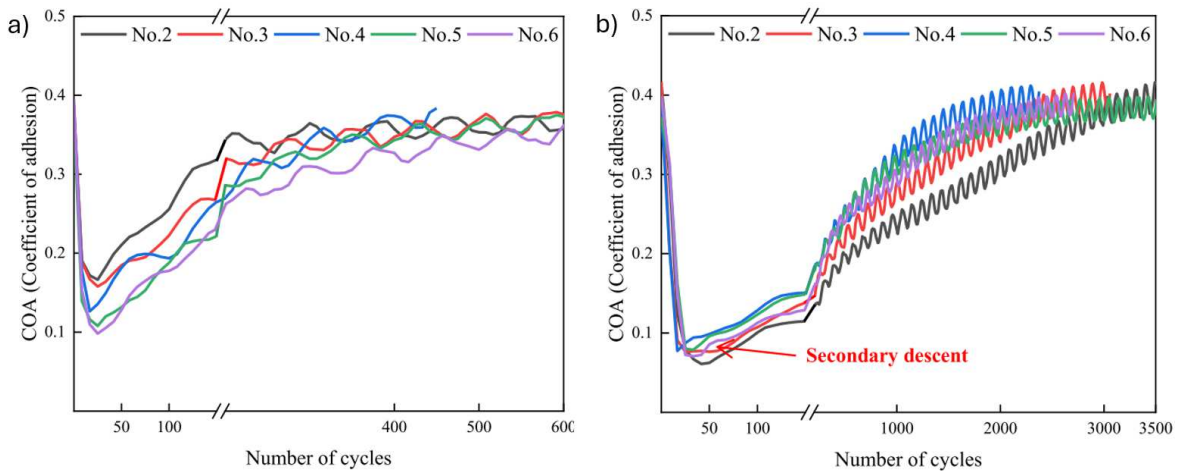 a)
0.5
No.2 No.3 No.4 No.5 No.6
0.4
0.3
0.2
0.1
COA (Coefficient of adhesion)
50 100 400 500 600
Number of cycles
b)
0.5
No.2 No.3 No.4 No.5 No.6
0.4
0.3
0.2
0.1
COA (Coefficient of adhesion)
Secondary descent
50 100 1000 2000 3000 3500
Number of cycles